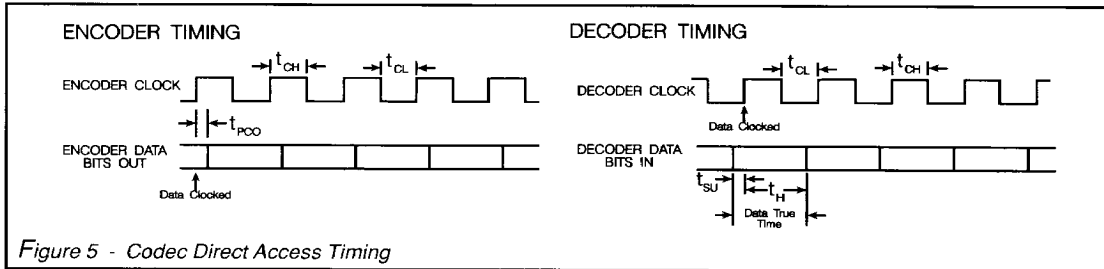 ENCODER TIMING
tCH
tCL
ENCODER CLOCK
tPCO
ENCODER DATA
BITS OUT
Data Clocked
DECODER TIMING
tCL
tCH
DECODER CLOCK
Data Clocked
DECODER DATA
BITS IN
tSU
tH
Data True
Time
Figure 5 - Codec Direct Access Timing